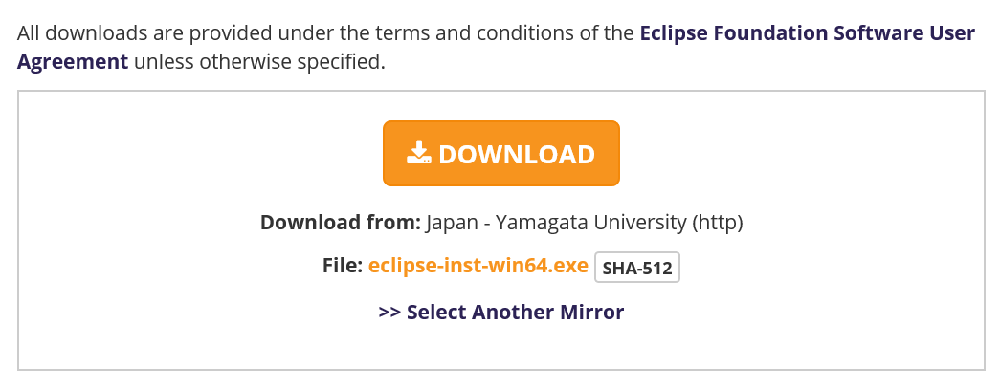 All downloads are provided under the terms and conditions of the Eclipse Foundation Software User
Agreement unless otherwise specified.
DOWNLOAD
Download from: Japan - Yamagata University (http)
File: eclipse-inst-win64.exe SHA-512
>> Select Another Mirror